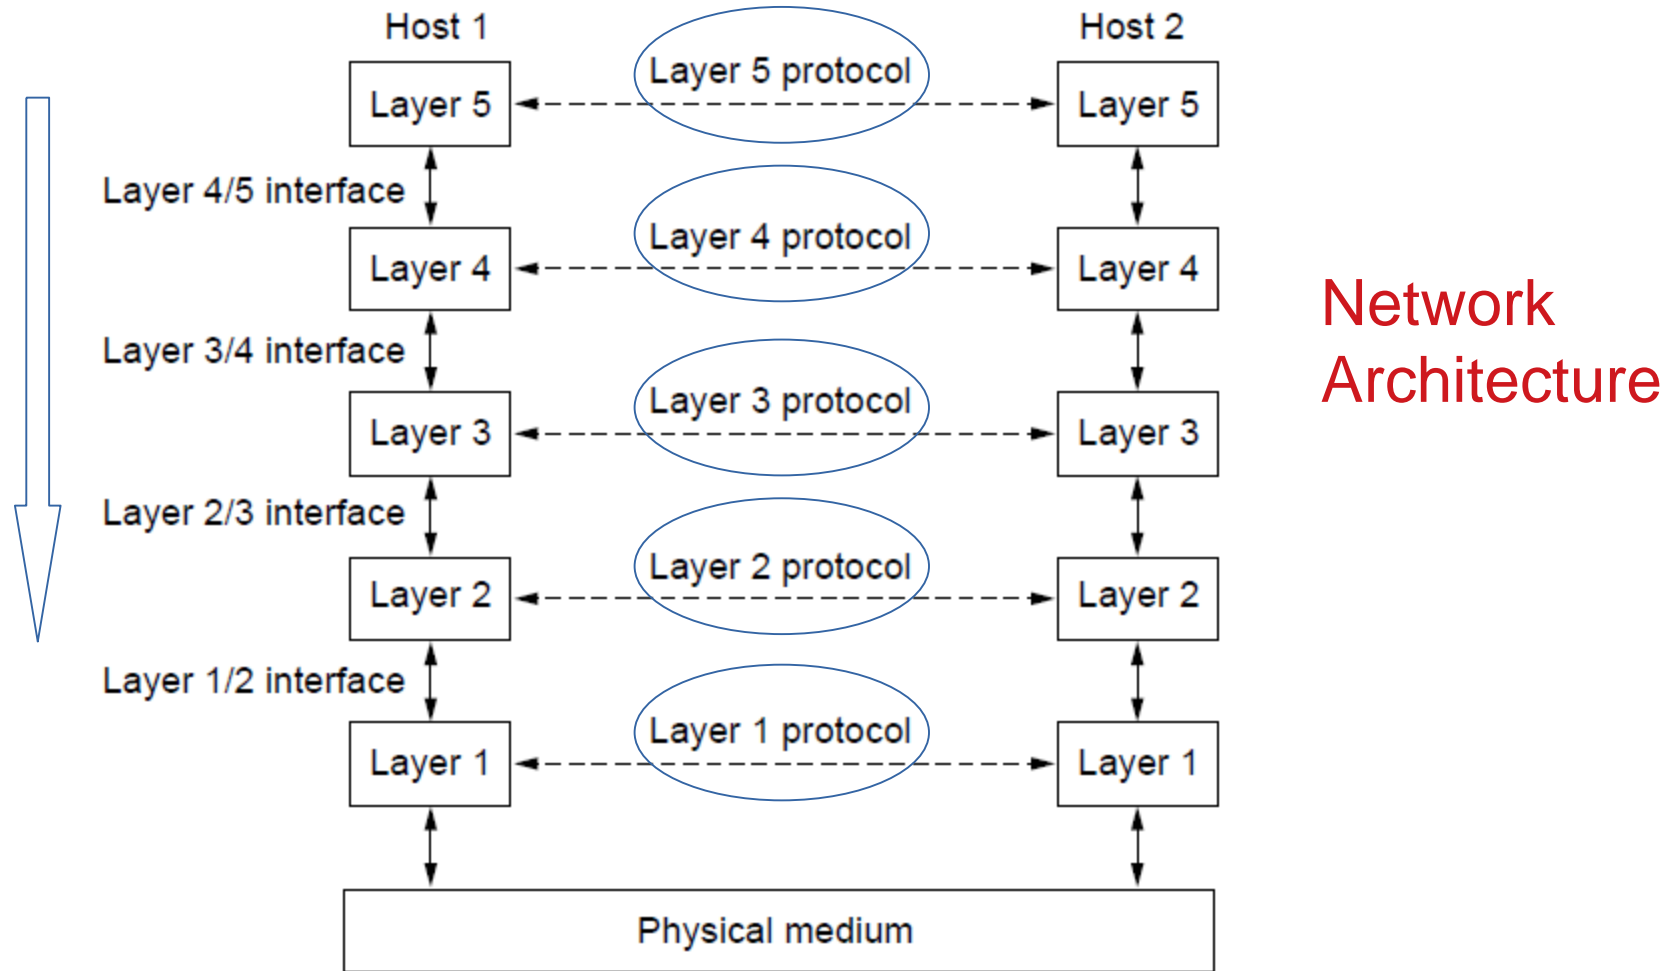 Host 1
Host 2
Layer 5 protocol
Layer 5
Layer 5
Layer 4/5 interface
Layer 4 protocol
Layer 4
Layer 4
Network
Architecture
Layer 3/4 interface
Layer 3 protocol
Layer 3
Layer 3
Layer 2/3 interface
Layer 2 protocol
Layer 2
Layer 2
Layer 1/2 interface
Layer 1 protocol
Layer 1
Layer 1
Physical medium